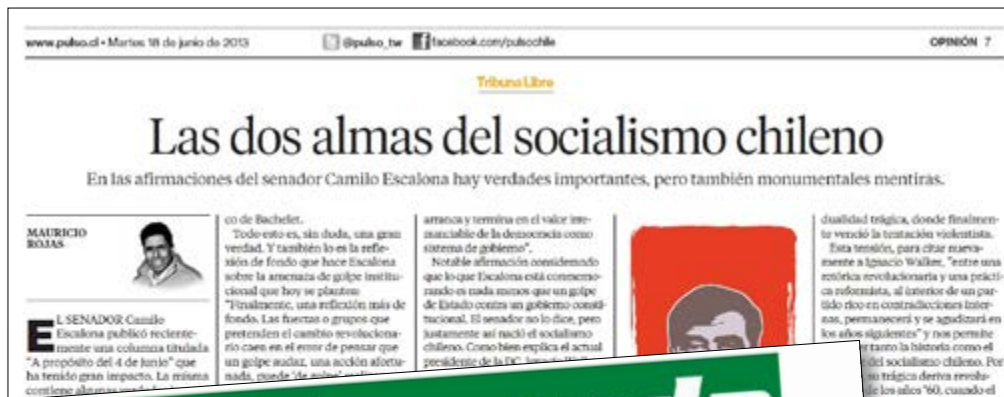 www.pulso.cl • Martes 18 de junio de 2013
@pulso_tw
facebook.com/pulsochile
OPINIÓN 7
Tribuna Libre
Las dos almas del socialismo chileno
En las afirmaciones del senador Camilo Escalona hay verdades importantes, pero también monumentales mentiras.
MAURICIO
ROJAS
EL SENADOR Camilo
Escalona publicó reciente-
mente una columna titulada
"A propósito del 4 de junio" que
ha tenido gran impacto. La misma
contiene algunas
co de Bachelet.
Todo esto es, sin duda, una gran
verdad. Y también lo es la refle-
xión de fondo que hace Escalona
sobre la amenaza de golpe institu-
cional que hoy se plantea:
"Finalmente, una reflexión más de
fondo. Las fuerzas o grupos que
pretenden el cambio revoluciona-
rio caen en el error de pensar que
un golpe audaz, una acción afortu-
nada, puede "de golpe"
arranca y termina en el valor irre-
nunciable de la democracia como
sistema de gobierno".
Notable afirmación considerando
que lo que Escalona está conmemo-
rando es nada menos que un golpe
de Estado contra un gobierno consti-
tucional. El senador no lo dice, pero
justamente así nació el socialismo
chileno. Como bien explica el actual
presidente de la DC, Ignacio
dualidad trágica, donde finalmen-
te venció la tentación violentista.
Esta tensión, para citar nueva-
mente a Ignacio Walker, "entre una
retórica revolucionaria y una prácti-
ca reformista, al interior de un par-
tido rico en contradicciones inter-
nas, permanecerá y se agudizará en
los años siguientes" y nos permite
tanto la historia como el
del socialismo chileno. Por
su trágica deriva revolu-
de los años '60, cuando el